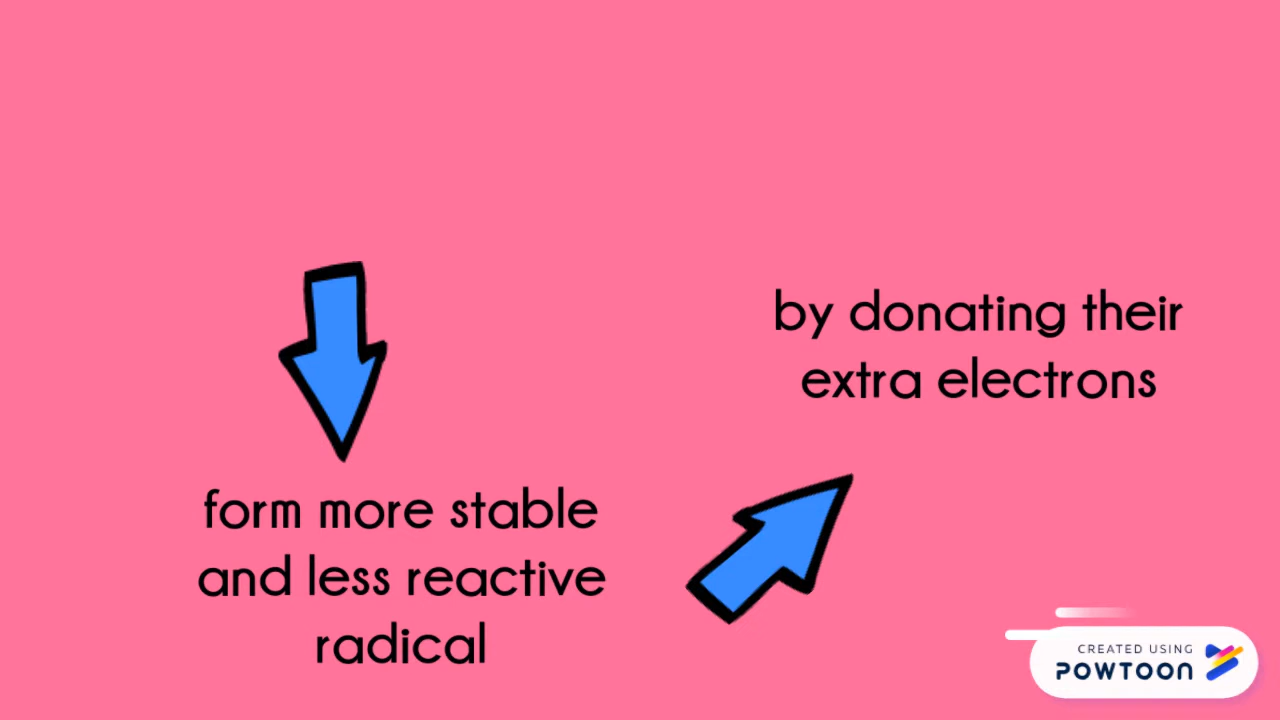 by donating their
extra electrons
form more stable
and less reactive
radical
CREATED USING
POWTOON